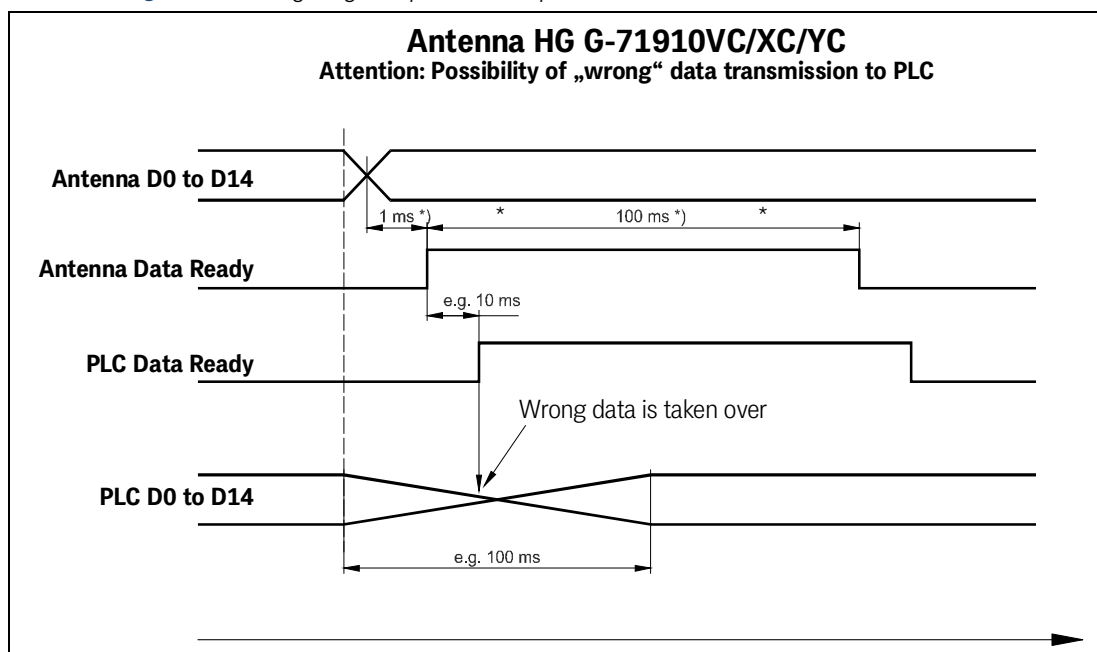 Antenna HG G-71910VC/XC/YC
Attention: Possibility of „wrong“ data transmission to PLC
Antenna D0 to D14
1 ms *)
*
100 ms *)
*
Antenna Data Ready
e.g. 10 ms
PLC Data Ready
Wrong data is taken over
PLC D0 to D14
e.g. 100 ms